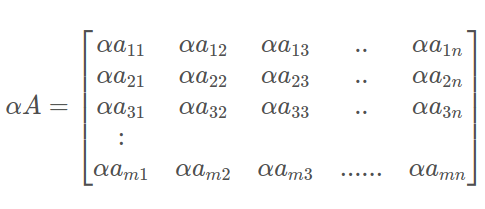 αa₁₁ αa₁₂ αa₁₃ .. αa₁ₙ
αa₂₁ αa₂₂ αa₂₃ .. αa₂ₙ
αA = αa₃₁ αa₃₂ αa₃₃ .. αa₃ₙ
:
αaₘ₁ αaₘ₂ αaₘ₃ ...... αaₘₙ